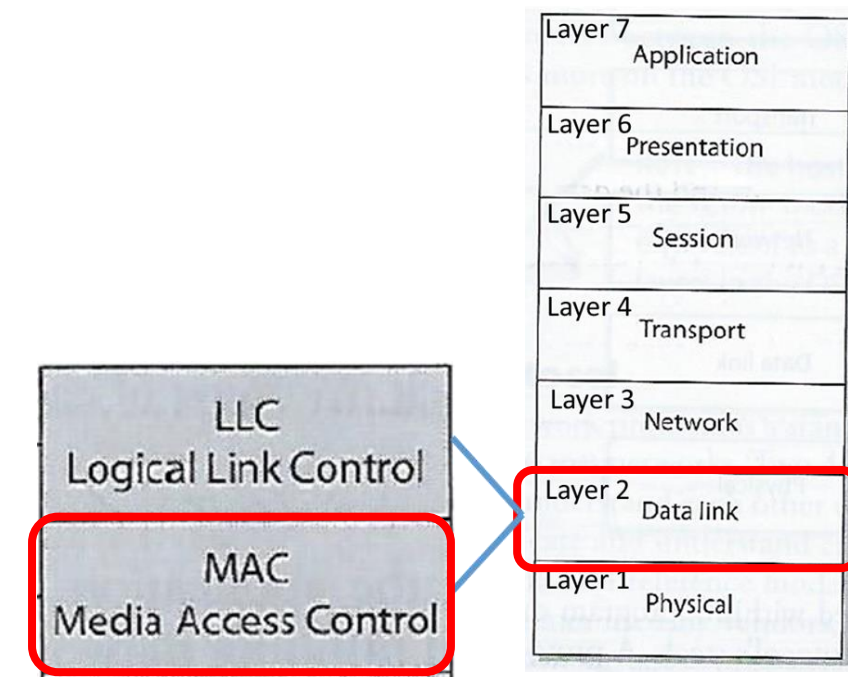 Layer 7
Application
Layer 6
Presentation
Layer 5
Session
Layer 4
Transport
Layer 3
Network
Layer 2
Data link
Layer 1
Physical
LLC
Logical Link Control
MAC
Media Access Control